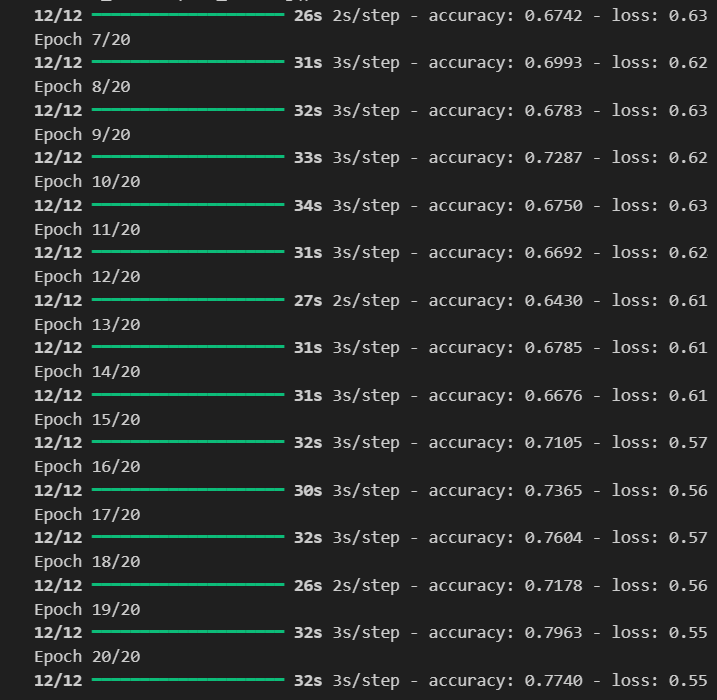 12/12 ━━━━━━━━━━━━━━━━━━━━ 26s 2s/step - accuracy: 0.6742 - loss: 0.63
Epoch 7/20
12/12 ━━━━━━━━━━━━━━━━━━━━ 31s 3s/step - accuracy: 0.6993 - loss: 0.62
Epoch 8/20
12/12 ━━━━━━━━━━━━━━━━━━━━ 32s 3s/step - accuracy: 0.6783 - loss: 0.63
Epoch 9/20
12/12 ━━━━━━━━━━━━━━━━━━━━ 33s 3s/step - accuracy: 0.7287 - loss: 0.62
Epoch 10/20
12/12 ━━━━━━━━━━━━━━━━━━━━ 34s 3s/step - accuracy: 0.6750 - loss: 0.63
Epoch 11/20
12/12 ━━━━━━━━━━━━━━━━━━━━ 31s 3s/step - accuracy: 0.6692 - loss: 0.62
Epoch 12/20
12/12 ━━━━━━━━━━━━━━━━━━━━ 27s 2s/step - accuracy: 0.6430 - loss: 0.61
Epoch 13/20
12/12 ━━━━━━━━━━━━━━━━━━━━ 31s 3s/step - accuracy: 0.6785 - loss: 0.61
Epoch 14/20
12/12 ━━━━━━━━━━━━━━━━━━━━ 31s 3s/step - accuracy: 0.6676 - loss: 0.61
Epoch 15/20
12/12 ━━━━━━━━━━━━━━━━━━━━ 32s 3s/step - accuracy: 0.7105 - loss: 0.57
Epoch 16/20
12/12 ━━━━━━━━━━━━━━━━━━━━ 30s 3s/step - accuracy: 0.7365 - loss: 0.56
Epoch 17/20
12/12 ━━━━━━━━━━━━━━━━━━━━ 32s 3s/step - accuracy: 0.7604 - loss: 0.57
Epoch 18/20
12/12 ━━━━━━━━━━━━━━━━━━━━ 26s 2s/step - accuracy: 0.7178 - loss: 0.56
Epoch 19/20
12/12 ━━━━━━━━━━━━━━━━━━━━ 32s 3s/step - accuracy: 0.7963 - loss: 0.55
Epoch 20/20
12/12 ━━━━━━━━━━━━━━━━━━━━ 32s 3s/step - accuracy: 0.7740 - loss: 0.55